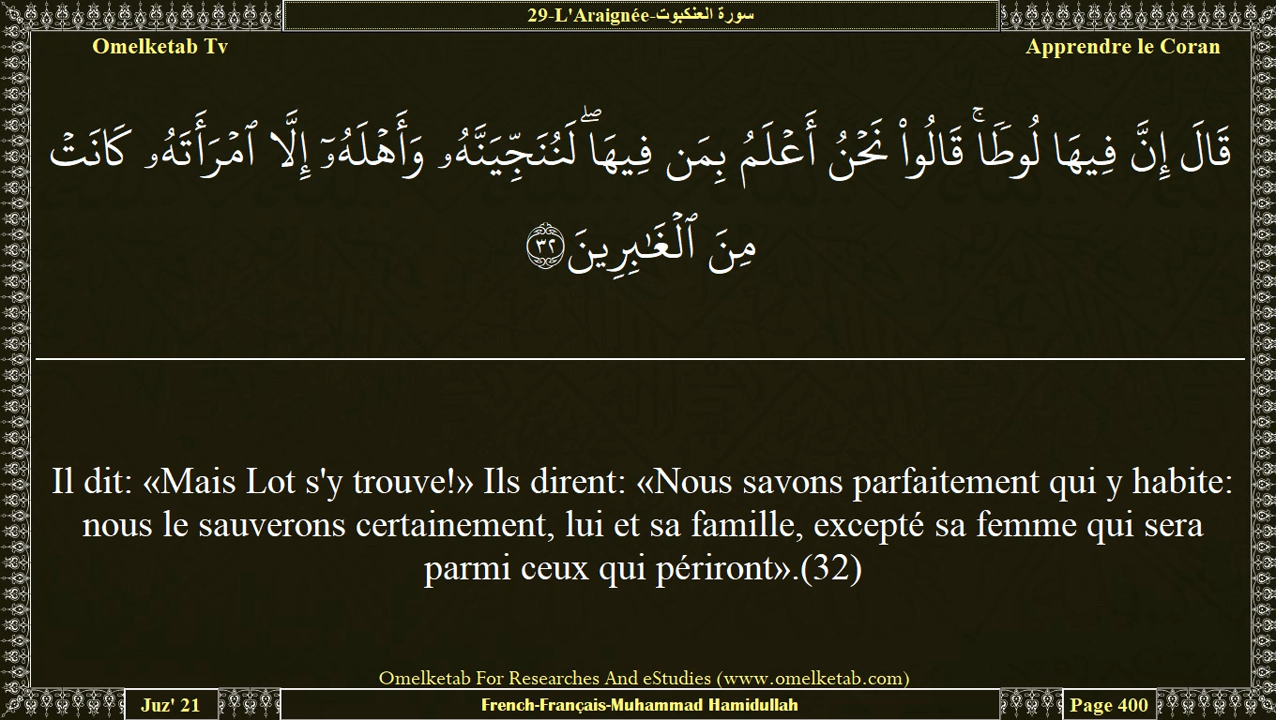 29-L'Araignée-سورة العنكبوت
Omelketab Tv
Apprendre le Coran
قَالَ إِنَّ فِيهَا لُوطٗاۚ قَالُواْ نَحۡنُ أَعۡلَمُ بِمَن فِيهَاۖ لَنُنَجِّيَنَّهُۥ وَأَهۡلَهُۥٓ إِلَّا ٱمۡرَأَتَهُۥ كَانَتۡ
مِنَ ٱلۡغَٰبِرِينَ ٣٢
Il dit: «Mais Lot s'y trouve!» Ils dirent: «Nous savons parfaitement qui y habite:
nous le sauverons certainement, lui et sa famille, excepté sa femme qui sera
parmi ceux qui périront».(32)
Omelketab For Researches And eStudies (www.omelketab.com)
Juz' 21
French-Français-Muhammad Hamidullah
Page 400